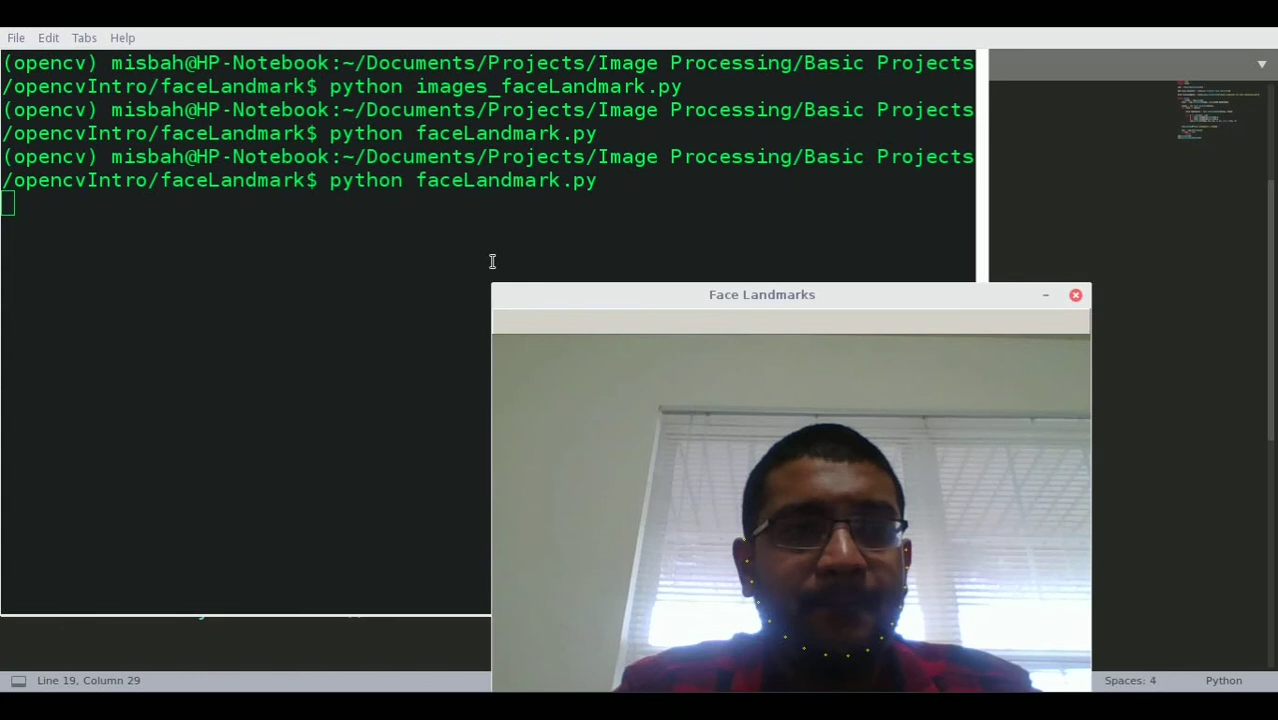 File Edit Tabs Help
(opencv) misbah@HP-Notebook:~/Documents/Projects/Image Processing/Basic Projects
/opencvIntro/faceLandmark$ python images_faceLandmark.py
(opencv) misbah@HP-Notebook:~/Documents/Projects/Image Processing/Basic Projects
/opencvIntro/faceLandmark$ python faceLandmark.py
(opencv) misbah@HP-Notebook:~/Documents/Projects/Image Processing/Basic Projects
/opencvIntro/faceLandmark$ python faceLandmark.py
Face Landmarks
Line 19, Column 29
Spaces: 4
Python